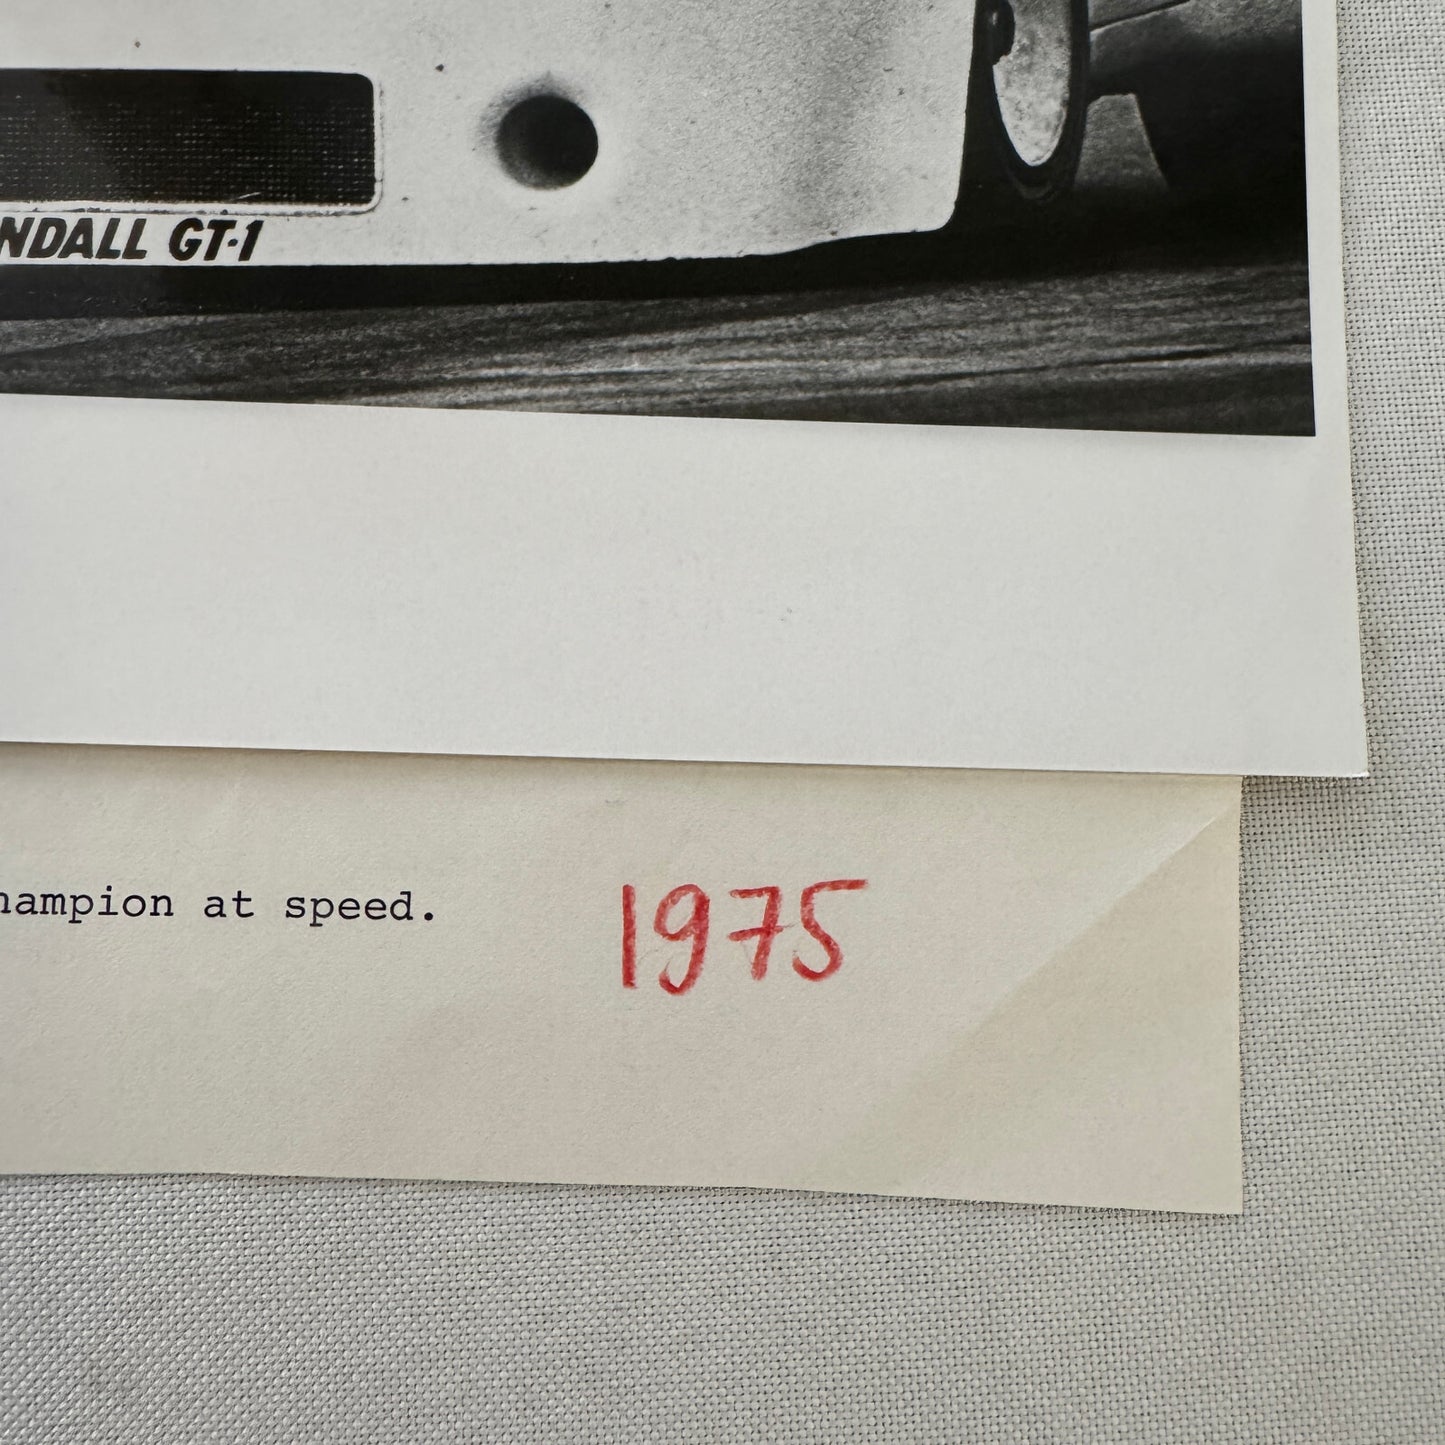 NDALL GT-1
hampion at speed. 1975